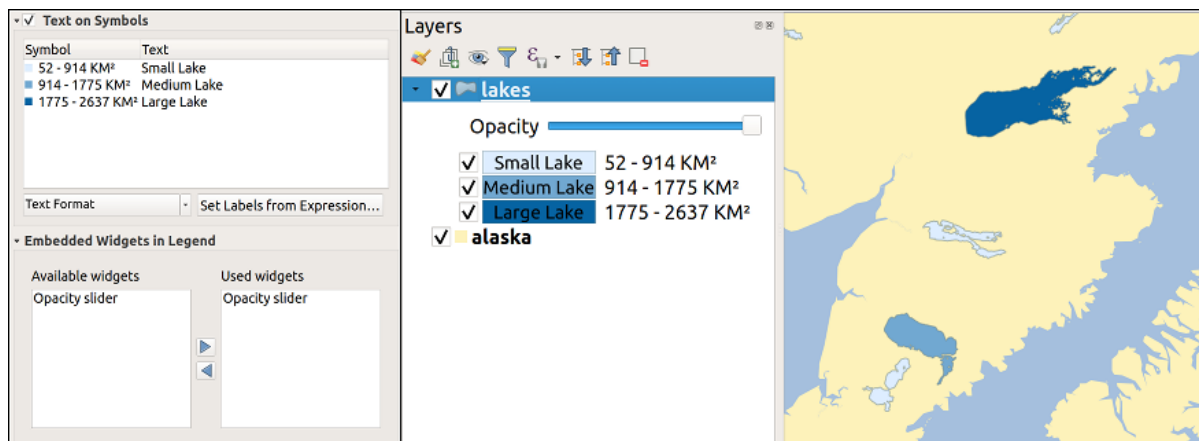 Text on Symbols
Symbol Text
52 - 914 KM² Small Lake
914 - 1775 KM² Medium Lake
1775 - 2637 KM² Large Lake
Text Format
Set Labels from Expression...
Embedded Widgets in Legend
Available widgets
Opacity slider
Used widgets
Opacity slider
Layers
lakes
Opacity
Small Lake 52 - 914 KM²
Medium Lake 914 - 1775 KM²
Large Lake 1775 - 2637 KM²
alaska